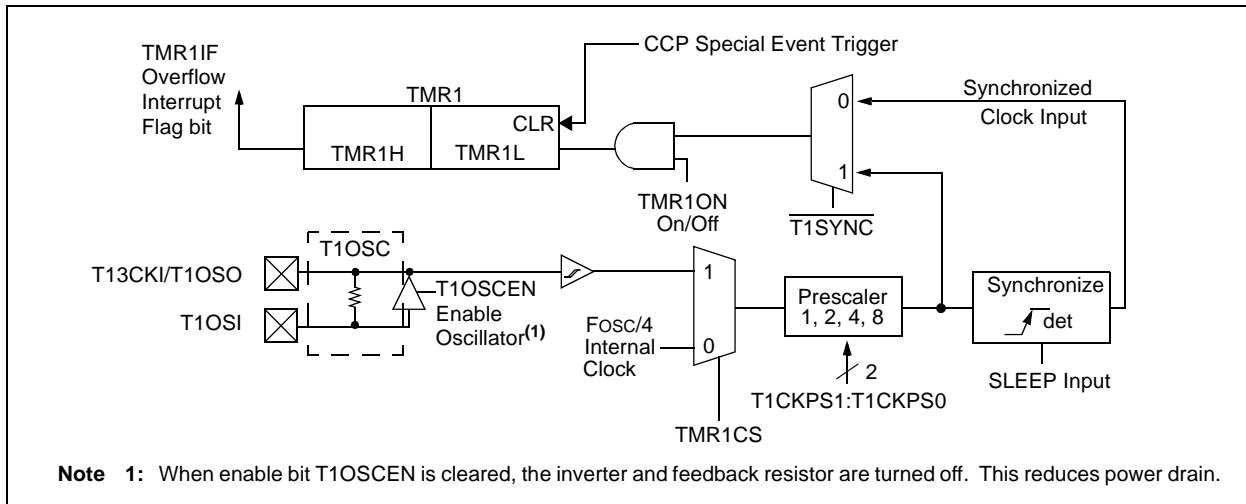 TMR1IF
Overflow
Interrupt
Flag bit
TMR1
CCP Special Event Trigger
CLR
TMR1H
TMR1L
TMR1ON
On/Off
0
1
T1SYNC
Synchronized
Clock Input
T1OSC
T13CKI/T1OSO
T1OSI
T1OSCEN
Enable
Oscillator(1)
FOSC/4
Internal
Clock
1
0
TMR1CS
Prescaler
1, 2, 4, 8
2
T1CKPS1:T1CKPS0
Synchronize
det
SLEEP Input
Note 1: When enable bit T1OSCEN is cleared, the inverter and feedback resistor are turned off. This reduces power drain.